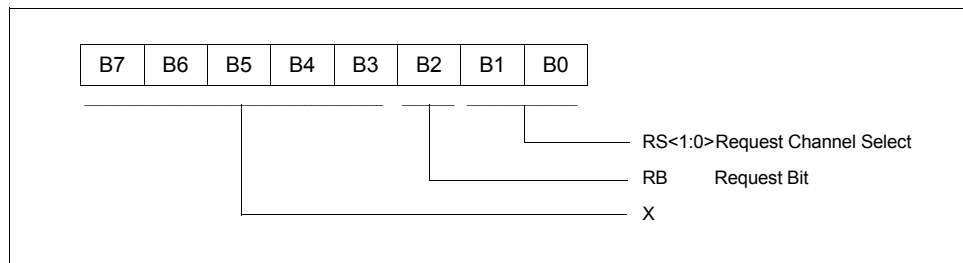 B7 B6 B5 B4 B3 B2 B1 B0
RS<1:0>Request Channel Select
RB Request Bit
X